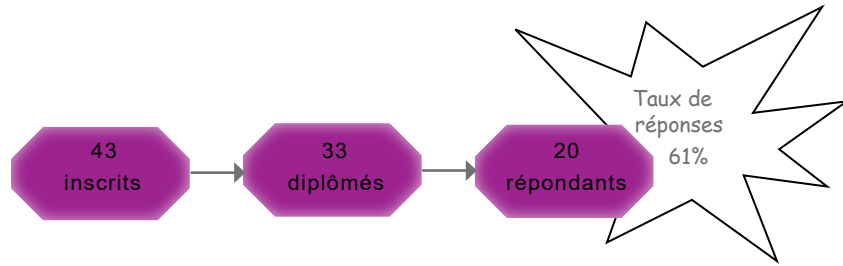 43
inscrits
33
diplômés
20
répondants
Taux de
réponses
61%